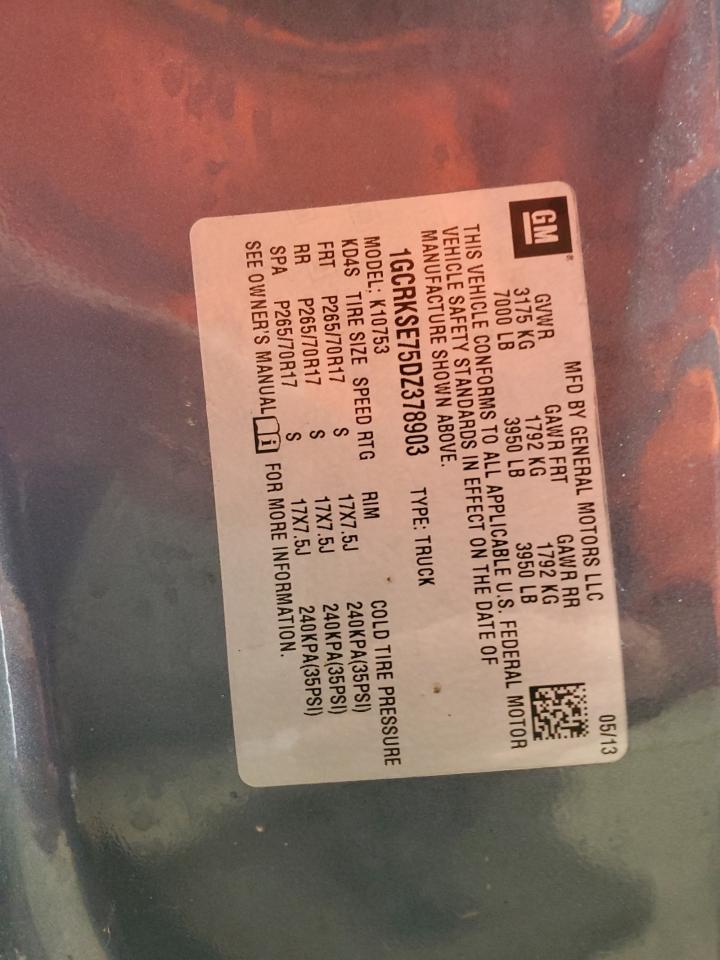 GM®
MFD BY GENERAL MOTORS LLC
05/13
GVWR GAWR FRT GAWR RR
3175 KG 1792 KG 1792 KG
7000 LB 3950 LB 3950 LB
THIS VEHICLE CONFORMS TO ALL APPLICABLE U.S. FEDERAL MOTOR
VEHICLE SAFETY STANDARDS IN EFFECT ON THE DATE OF
MANUFACTURE SHOWN ABOVE.
1GCRKSE75DZ378903 TYPE: TRUCK
MODEL: K10753
KD4S TIRE SIZE SPEED RTG RIM COLD TIRE PRESSURE
FRT P265/70R17 S 17X7.5J 240KPA(35PSI)
RR P265/70R17 S 17X7.5J 240KPA(35PSI)
SPA P265/70R17 S 17X7.5J 240KPA(35PSI)
SEE OWNER'S MANUAL FOR MORE INFORMATION.